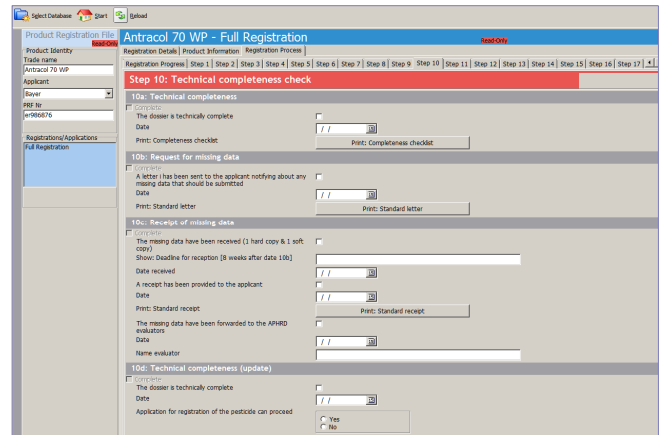 Select Database Start Reload
Product Registration File
Read-Only
Product Identity
Trade name
Antracol 70 WP
Applicant
Bayer
PRF Nr
er986876
Registrations/Applications
Full Registration
Antracol 70 WP - Full Registration
Read-Only
Registration Details Product Information Registration Process
Registration Progress Step 1 Step 2 Step 3 Step 4 Step 5 Step 6 Step 7 Step 8 Step 9 Step 10 Step 11 Step 12 Step 13 Step 14 Step 15 Step 16 Step 17
Step 10: Technical completeness check
10a: Technical completeness
Complete
The dossier is technically complete
Date / /
Print: Completeness checklist Print: Completeness checklist
10b: Request for missing data
Complete
A letter i has been sent to the applicant notifying about any
missing data that should be submitted
Date / /
Print: Standard letter Print: Standard letter
10c: Receipt of missing data
Complete
The missing data have been received (1 hard copy & 1 soft
copy)
Show: Deadline for reception [8 weeks after date 10b]
Date received / /
A receipt has been provided to the applicant
Date / /
Print: Standard receipt Print: Standard receipt
The missing data have been forwarded to the APHRD
evaluators
Date / /
Name evaluator
10d: Technical completeness (update)
Complete
The dossier is technically complete
Date / /
Application for registration of the pesticide can proceed
Yes
No